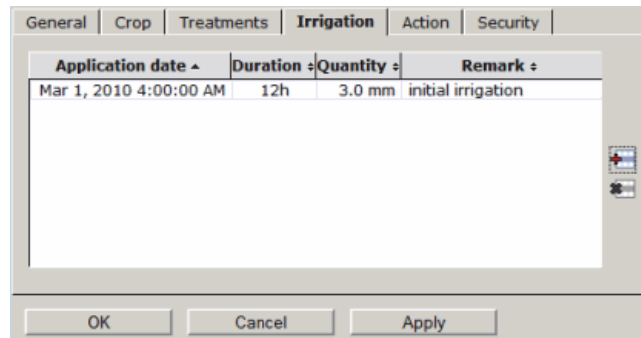 General Crop Treatments Irrigation Action Security
Application date Duration Quantity Remark
Mar 1, 2010 4:00:00 AM 12h 3.0 mm initial irrigation
OK Cancel Apply